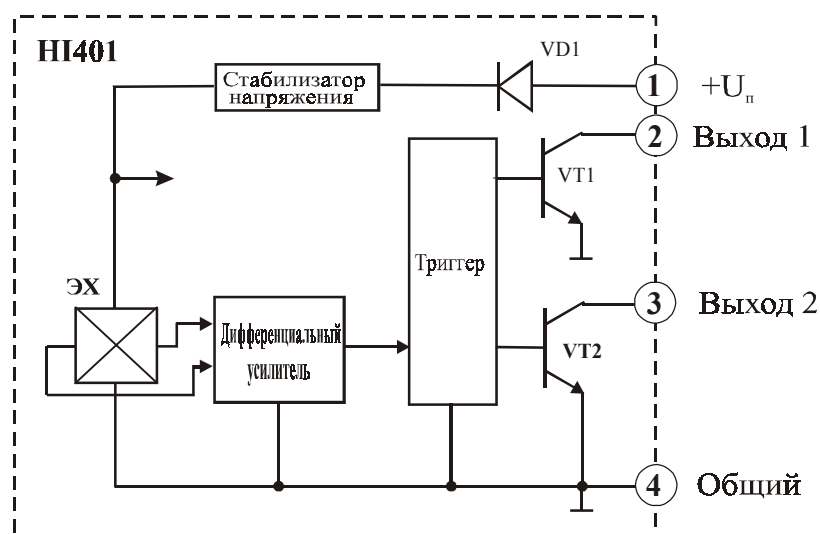 HI401
VD1
Стабилизатор
напряжения
1 +Uп
2 Выход 1
VT1
Триггер
ЭХ
3 Выход 2
Дифференциальный
усилитель
VT2
4 Общий